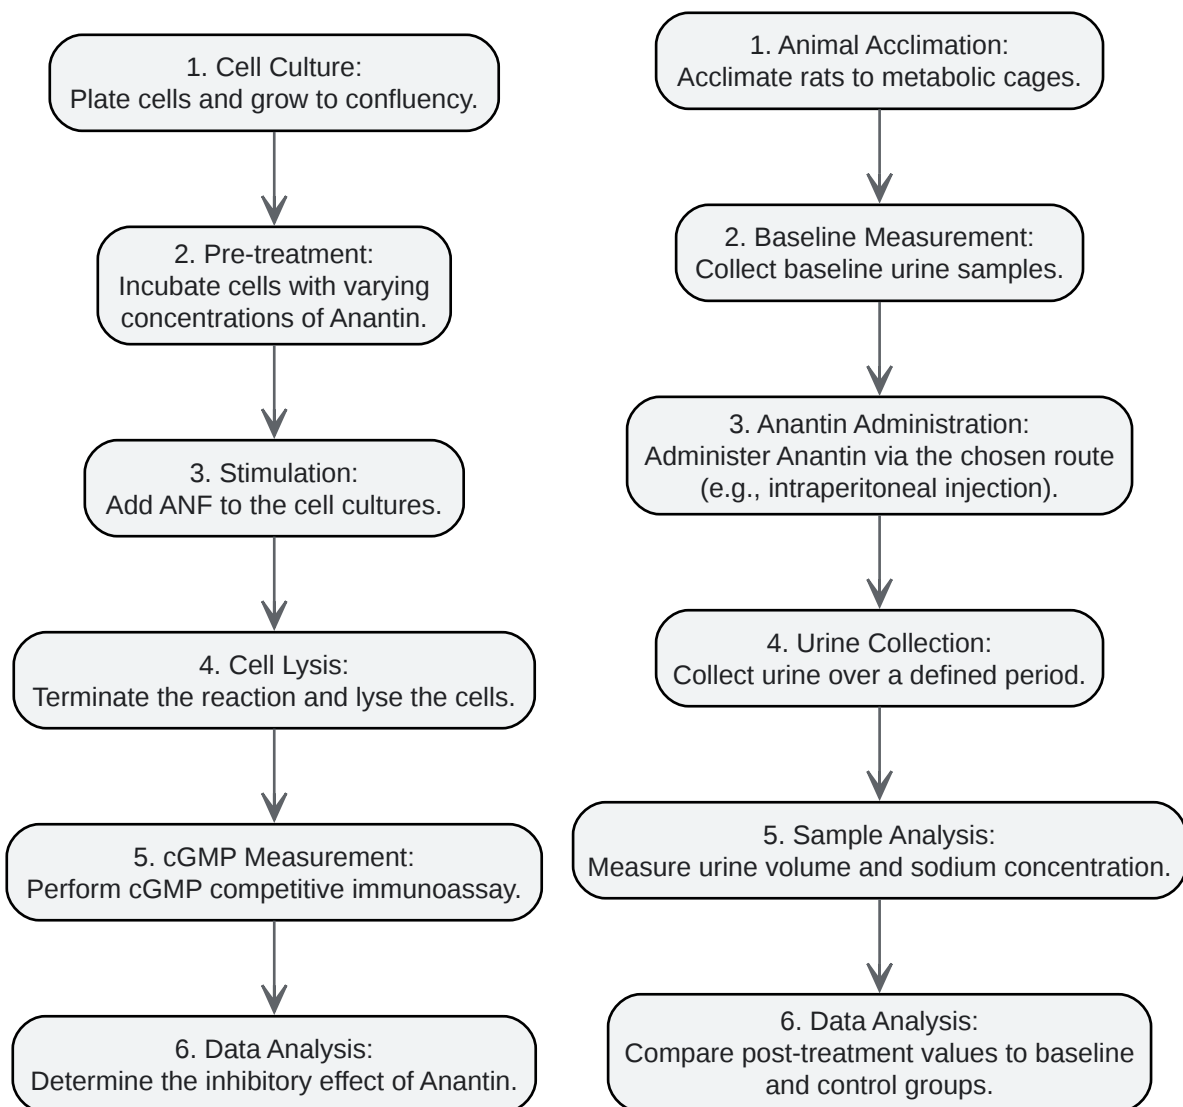 1. Cell Culture:
Plate cells and grow to confluency.
2. Pre-treatment:
Incubate cells with varying
concentrations of Anantin.
3. Stimulation:
Add ANF to the cell cultures.
4. Cell Lysis:
Terminate the reaction and lyse the cells.
5. cGMP Measurement:
Perform cGMP competitive immunoassay.
6. Data Analysis:
Determine the inhibitory effect of Anantin.
1. Animal Acclimation:
Acclimate rats to metabolic cages.
2. Baseline Measurement:
Collect baseline urine samples.
3. Anantin Administration:
Administer Anantin via the chosen route
(e.g., intraperitoneal injection).
4. Urine Collection:
Collect urine over a defined period.
5. Sample Analysis:
Measure urine volume and sodium concentration.
6. Data Analysis:
Compare post-treatment values to baseline
and control groups.